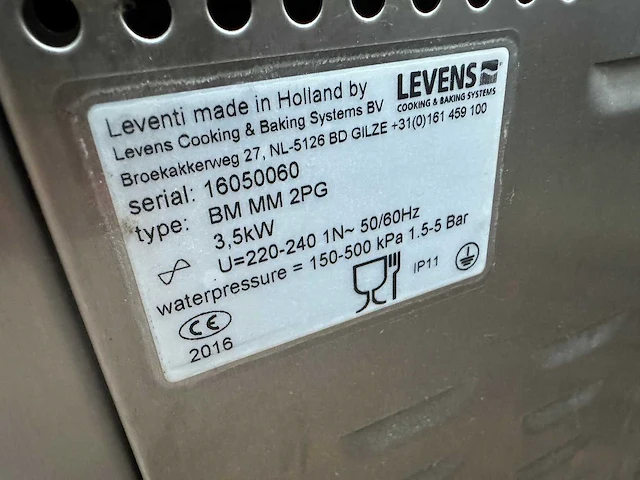 LEVENS
COOKING & BAKING SYSTEMS
Leventi made in Holland by
Levens Cooking & Baking Systems BV
Broekakkerweg 27, NL-5126 BD GILZE +31(0)161 459 100
serial: 16050060
type: BM MM 2PG
3,5kW
U=220-240 1N~ 50/60Hz
waterpressure = 150-500 kPa 1.5-5 Bar
IP11
CE
2016